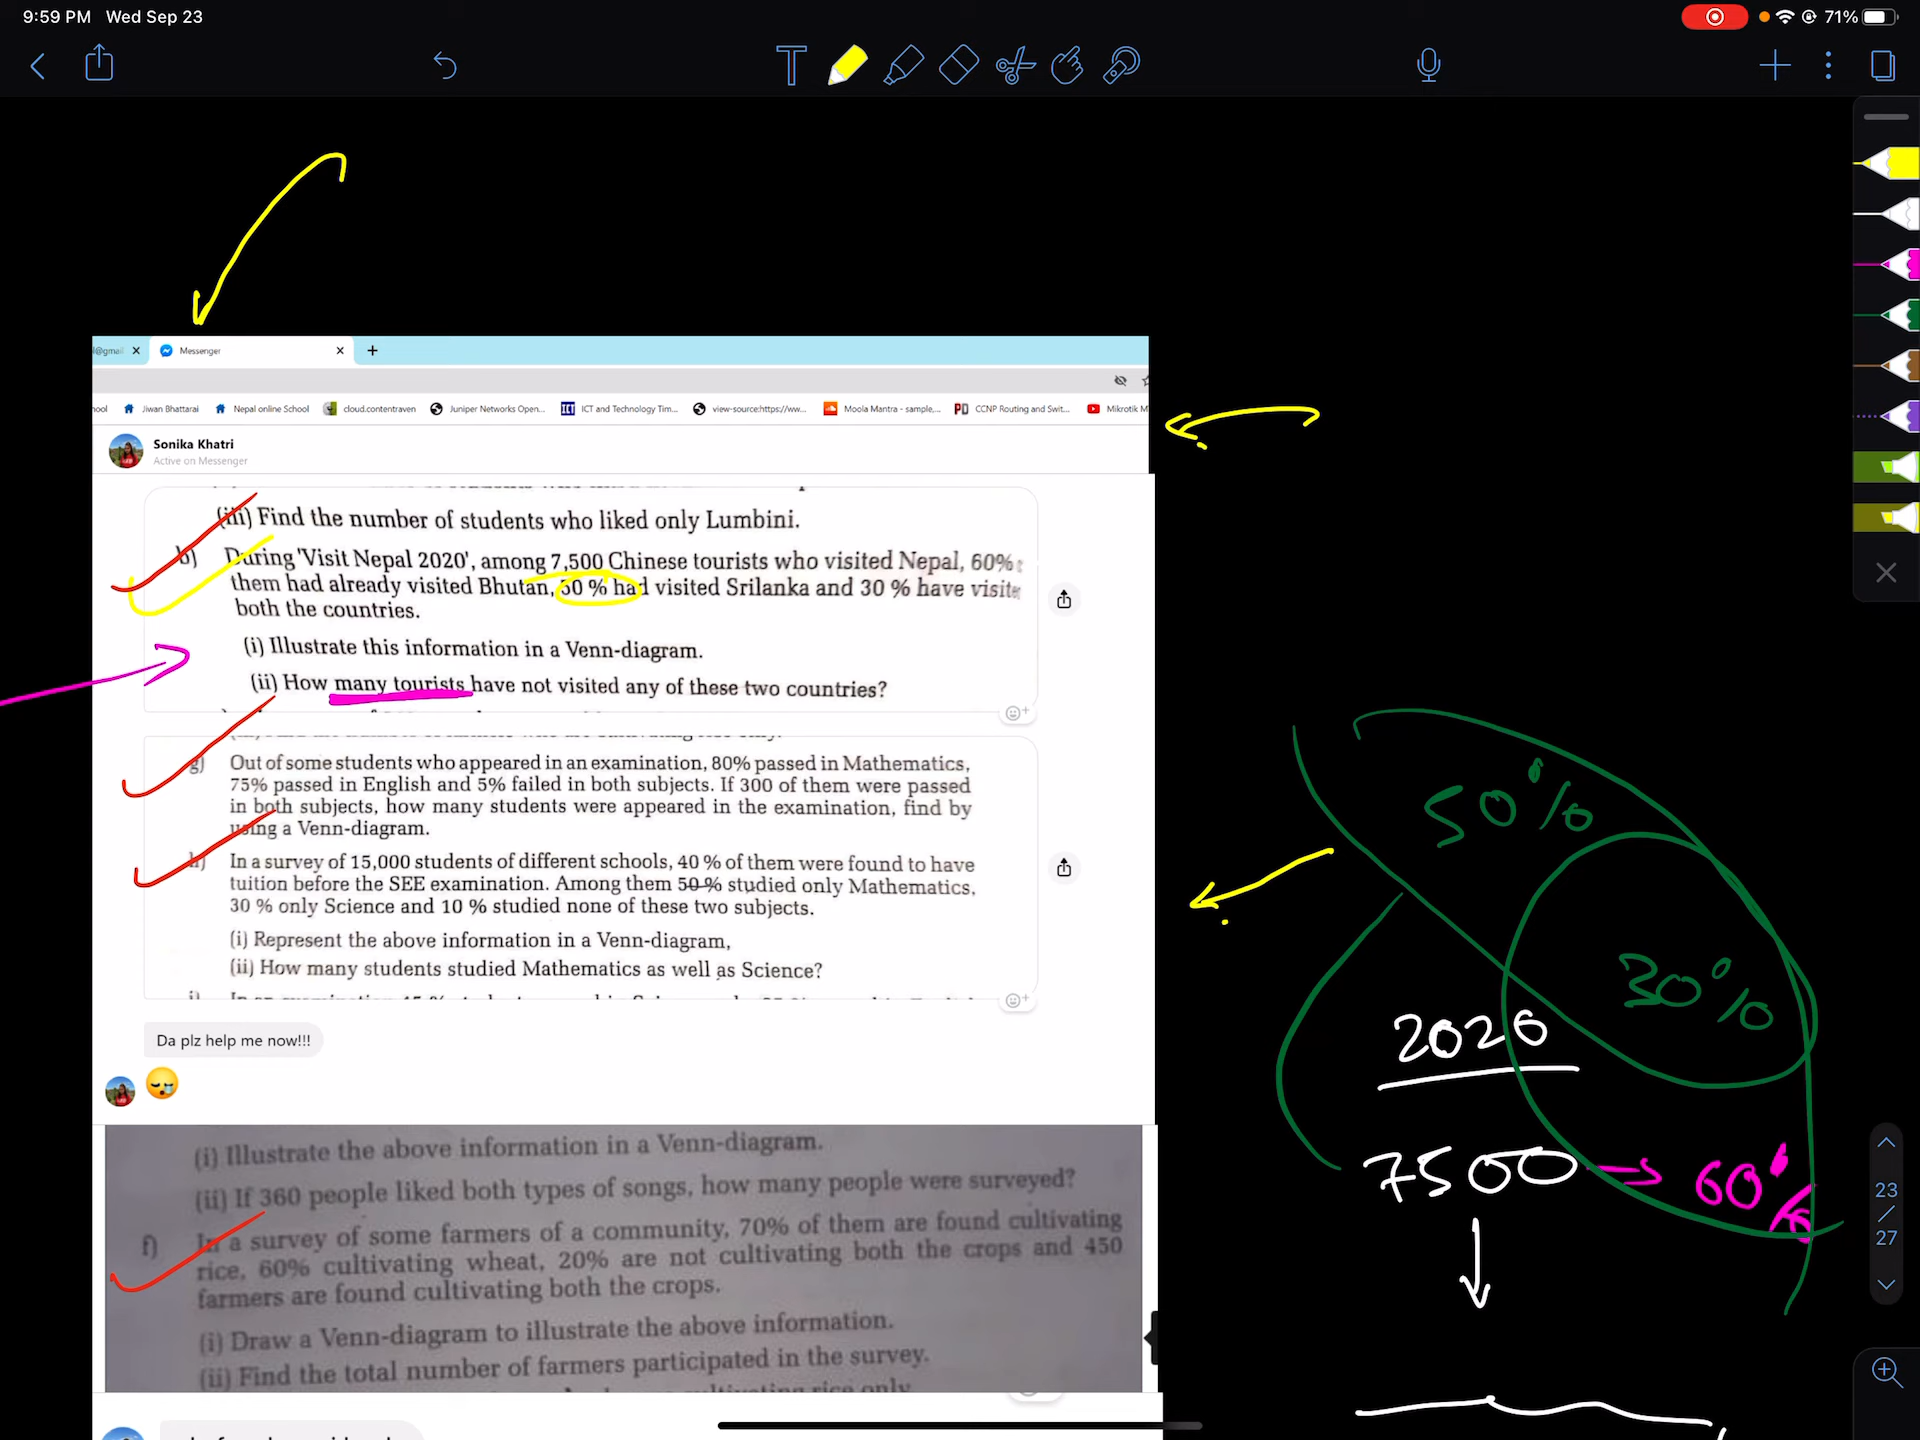 9:59 PM Wed Sep 23
71%
Messenger
Jiwan Bhattarai
Nepal online School
cloud.contentraven
Juniper Networks Open...
ICT and Technology Tim...
view-source:https://ww...
Moola Mantra - sample,...
CCNP Routing and Swit...
Mikrotik M
Sonika Khatri
Active on Messenger
(iii) Find the number of students who liked only Lumbini.
b) During 'Visit Nepal 2020', among 7,500 Chinese tourists who visited Nepal, 60%
them had already visited Bhutan, 50 % had visited Srilanka and 30 % have visite
both the countries.
(i) Illustrate this information in a Venn-diagram.
(ii) How many tourists have not visited any of these two countries?
g) Out of some students who appeared in an examination, 80% passed in Mathematics,
75% passed in English and 5% failed in both subjects. If 300 of them were passed
in both subjects, how many students were appeared in the examination, find by
using a Venn-diagram.
h) In a survey of 15,000 students of different schools, 40 % of them were found to have
tuition before the SEE examination. Among them 50 % studied only Mathematics,
30 % only Science and 10 % studied none of these two subjects.
(i) Represent the above information in a Venn-diagram,
(ii) How many students studied Mathematics as well as Science?
Da plz help me now!!!
(i) Illustrate the above information in a Venn-diagram.
(ii) If 360 people liked both types of songs, how many people were surveyed?
f) In a survey of some farmers of a community, 70% of them are found cultivating
rice, 60% cultivating wheat, 20% are not cultivating both the crops and 450
farmers are found cultivating both the crops.
(i) Draw a Venn-diagram to illustrate the above information.
(ii) Find the total number of farmers participated in the survey.
50%
30%
2020
7500 → 60%
23
/
27